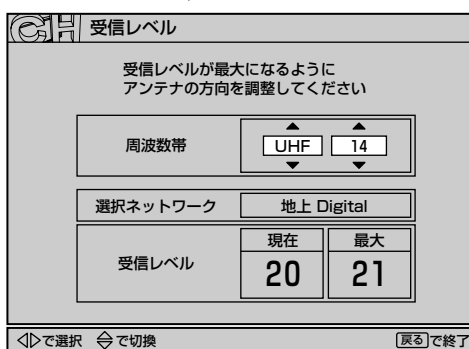 CH 受信レベル
受信レベルが最大になるように
アンテナの方向を調整してください
周波数帯 UHF 14
選択ネットワーク 地上 Digital
現在 最大
受信レベル 20 21
で選択 で切換 戻るで終了